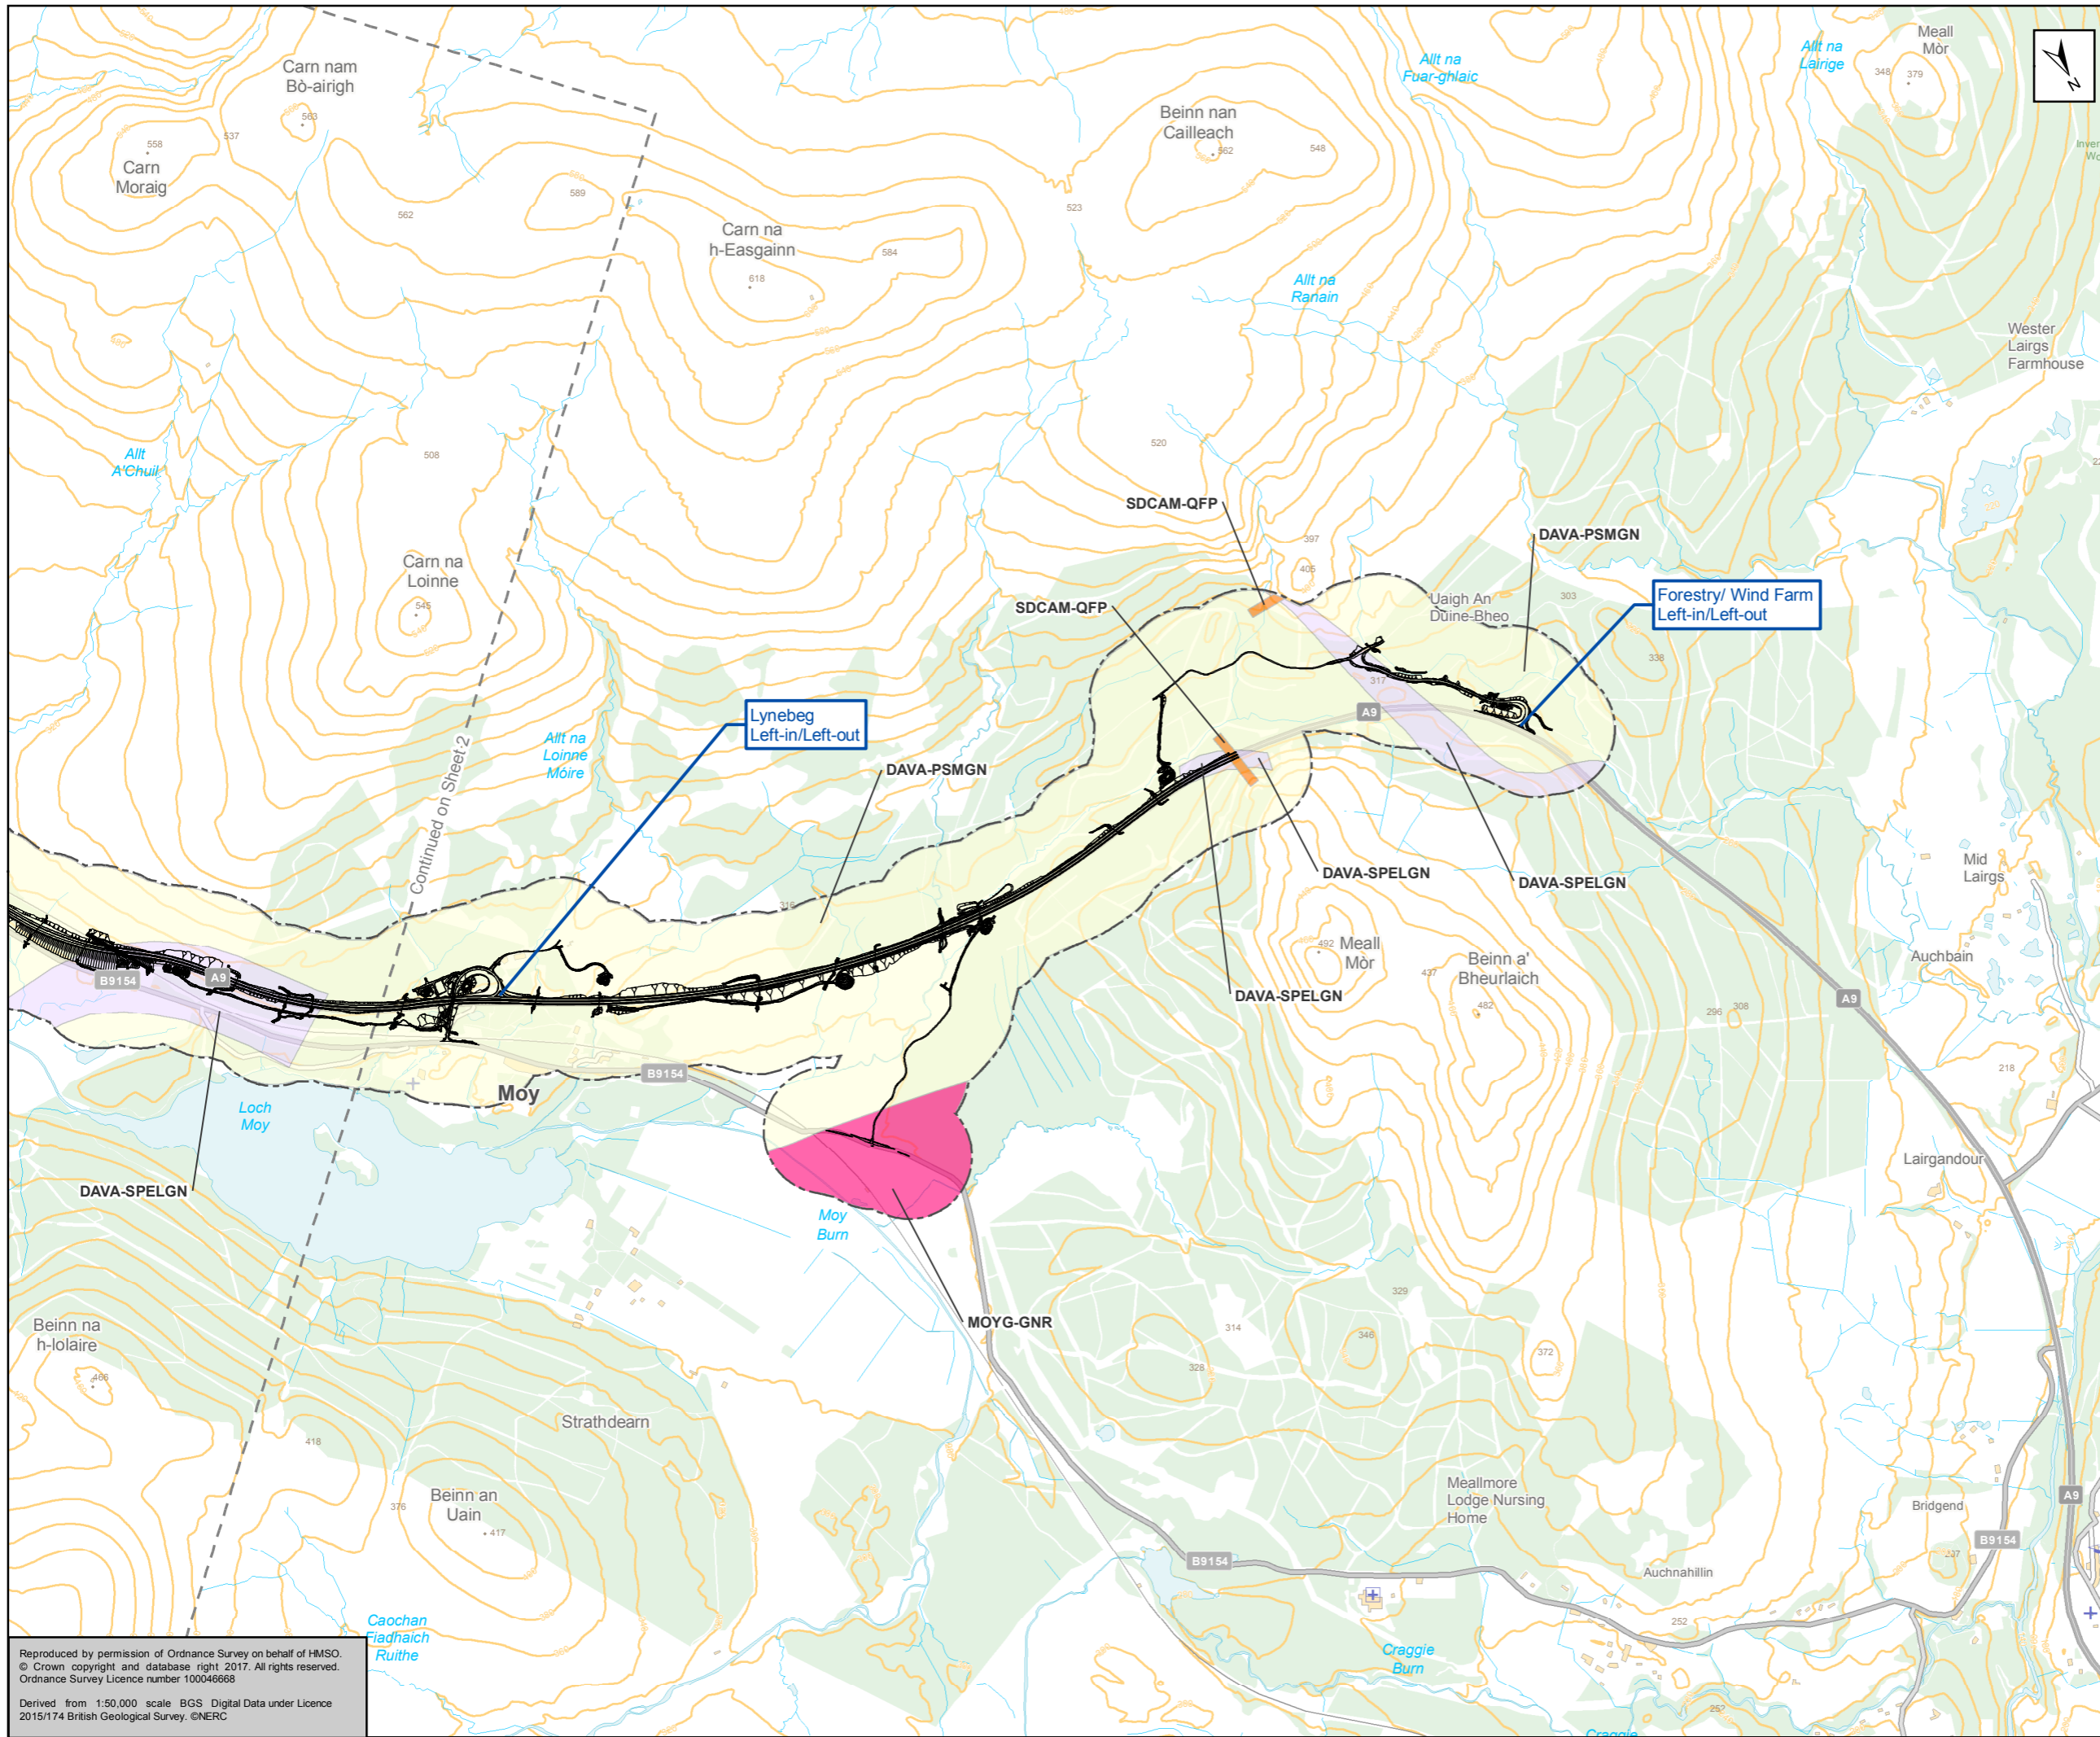 Meall
Mòr
348
379
Allt na
Lairige
Allt na
Fuar-ghlaic
N
Carn nam
Bò-airigh
563
537
558
Carn
Moraig
562
589
Carn na
h-Easgainn
618
584
Beinn nan
Cailleach
562
548
523
Inver
Wo
Allt na
Ranain
Wester
Lairgs
Farmhouse
520
508
Allt
A'Chuil
SDCAM-QFP
DAVA-PSMGN
397
405
Carn na
Loinne
545
SDCAM-QFP
Uaigh An
Duine-Bheo
303
Forestry/ Wind Farm
Left-in/Left-out
338
317
A9
Lynebeg
Left-in/Left-out
Allt na
Loinne
Móire
Continued on Sheet 2
DAVA-PSMGN
DAVA-SPELGN
DAVA-SPELGN
DAVA-SPELGN
316
Mid
Lairgs
492
Meall
Mòr
437
Beinn a'
Bheurlaich
482
Auchbain
A9
296
308
B9154
A9
B9154
Moy
Loch
Moy
218
DAVA-SPELGN
Lairgandour
Moy
Burn
MOYG-GNR
Beinn na
h-Iolaire
466
314
328
329
346
372
Strathdearn
418
376
Beinn an
Uain
417
Meallmore
Lodge Nursing
Home
A9
Bridgend
B9154
B9154
Auchnahillin
252
Caochan
Fiadhaich
Ruithe
Craggie
Burn
252
Craggie
Reproduced by permission of Ordnance Survey on behalf of HMSO.
© Crown copyright and database right 2017. All rights reserved.
Ordnance Survey Licence number 100046668
Derived from 1:50,000 scale BGS Digital Data under Licence
2015/174 British Geological Survey. ©NERC